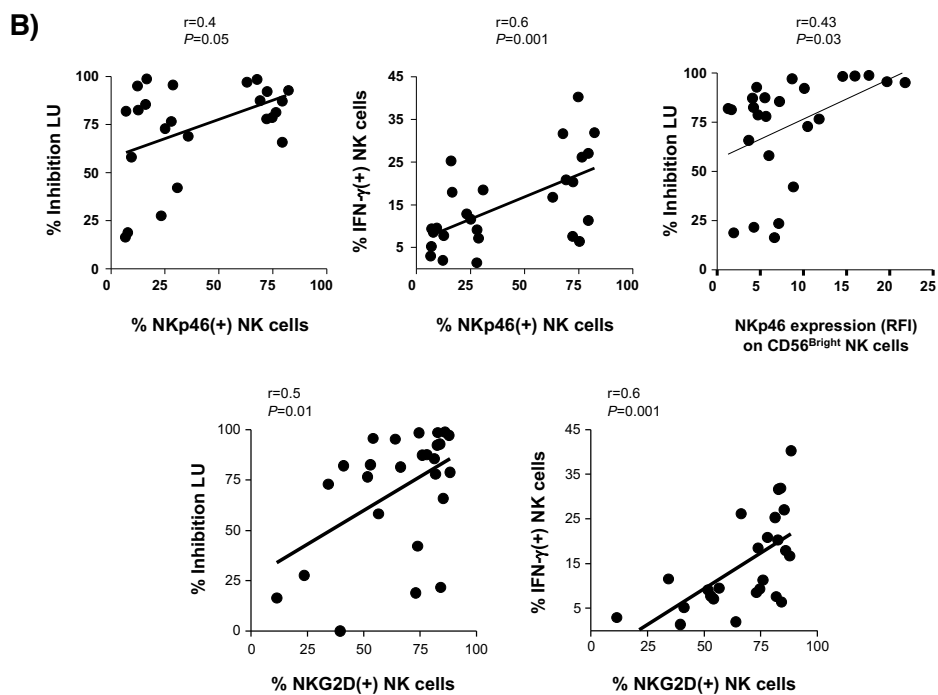 B)
r=0.4
P=0.05
% Inhibition LU
100
75
50
25
0
0
25
50
75
100
% NKp46(+) NK cells
r=0.6
P=0.001
% IFN-γ(+) NK cells
45
35
25
15
5
0
25
50
75
100
% NKp46(+) NK cells
r=0.43
P=0.03
% Inhibition LU
100
75
50
25
0
0
5
10
15
20
25
NKp46 expression (RFI)
on CD56Bright NK cells
r=0.5
P=0.01
% Inhibition LU
100
75
50
25
0
0
25
50
75
100
% NKG2D(+) NK cells
r=0.6
P=0.001
% IFN-γ(+) NK cells
45
35
25
15
5
0
25
50
75
100
% NKG2D(+) NK cells